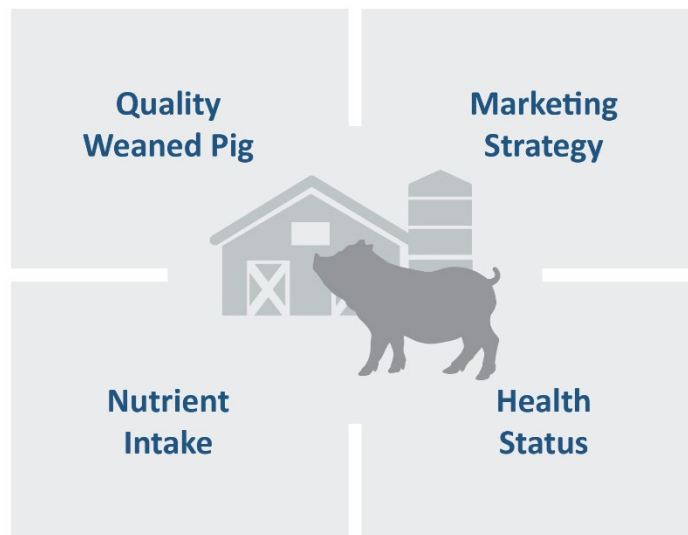 Quality
Weaned Pig
Marketing
Strategy
Nutrient
Intake
Health
Status